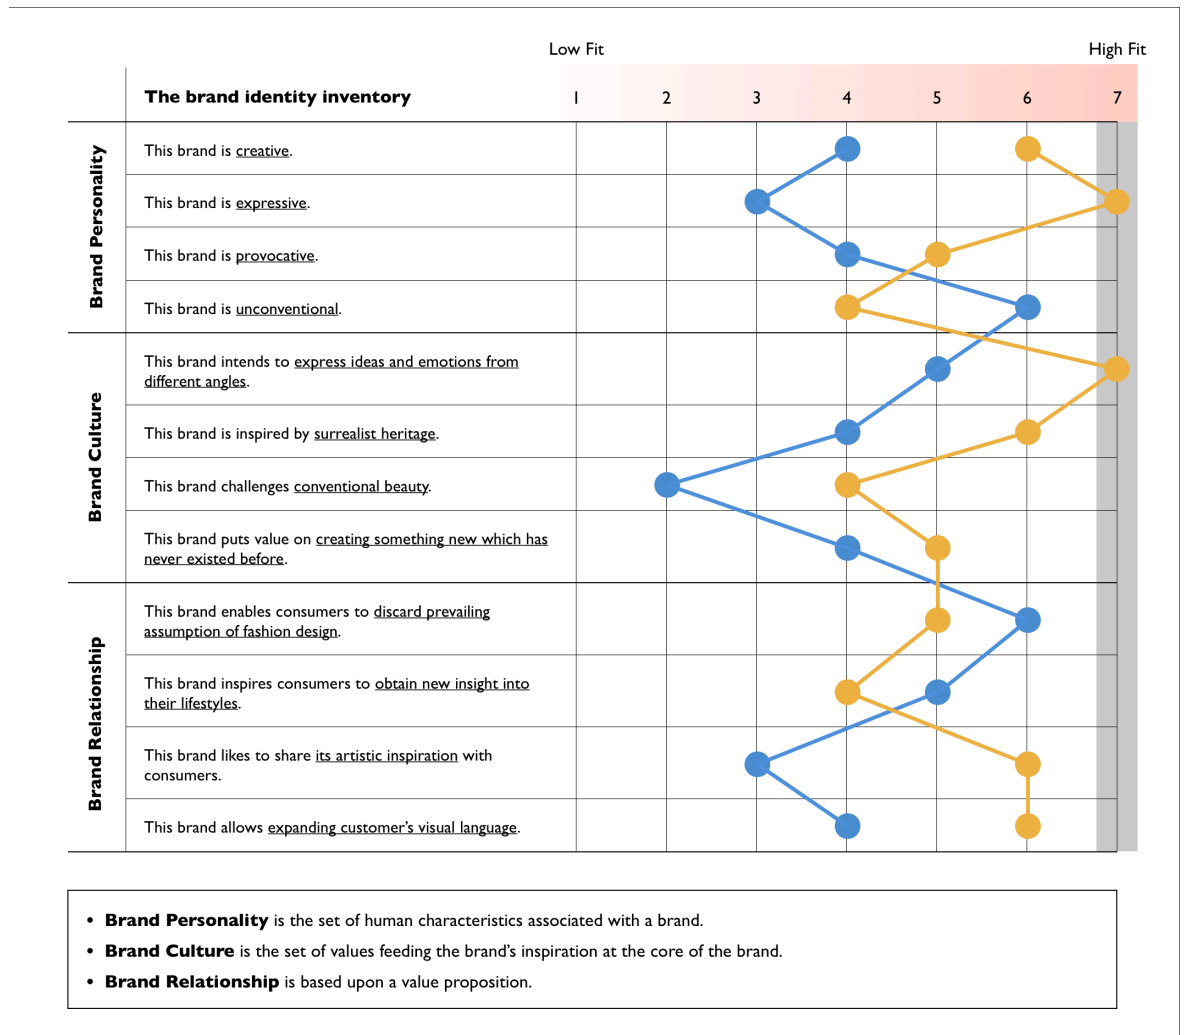 Low Fit
High Fit
The brand identity inventory
1
2
3
4
5
6
7
Brand Personality
This brand is creative.
This brand is expressive.
This brand is provocative.
This brand is unconventional.
Brand Culture
This brand intends to express ideas and emotions from
different angles.
This brand is inspired by surrealist heritage.
This brand challenges conventional beauty.
This brand puts value on creating something new which has
never existed before.
Brand Relationship
This brand enables consumers to discard prevailing
assumption of fashion design.
This brand inspires consumers to obtain new insight into
their lifestyles.
This brand likes to share its artistic inspiration with
consumers.
This brand allows expanding customer’s visual language.
• Brand Personality is the set of human characteristics associated with a brand.
• Brand Culture is the set of values feeding the brand’s inspiration at the core of the brand.
• Brand Relationship is based upon a value proposition.